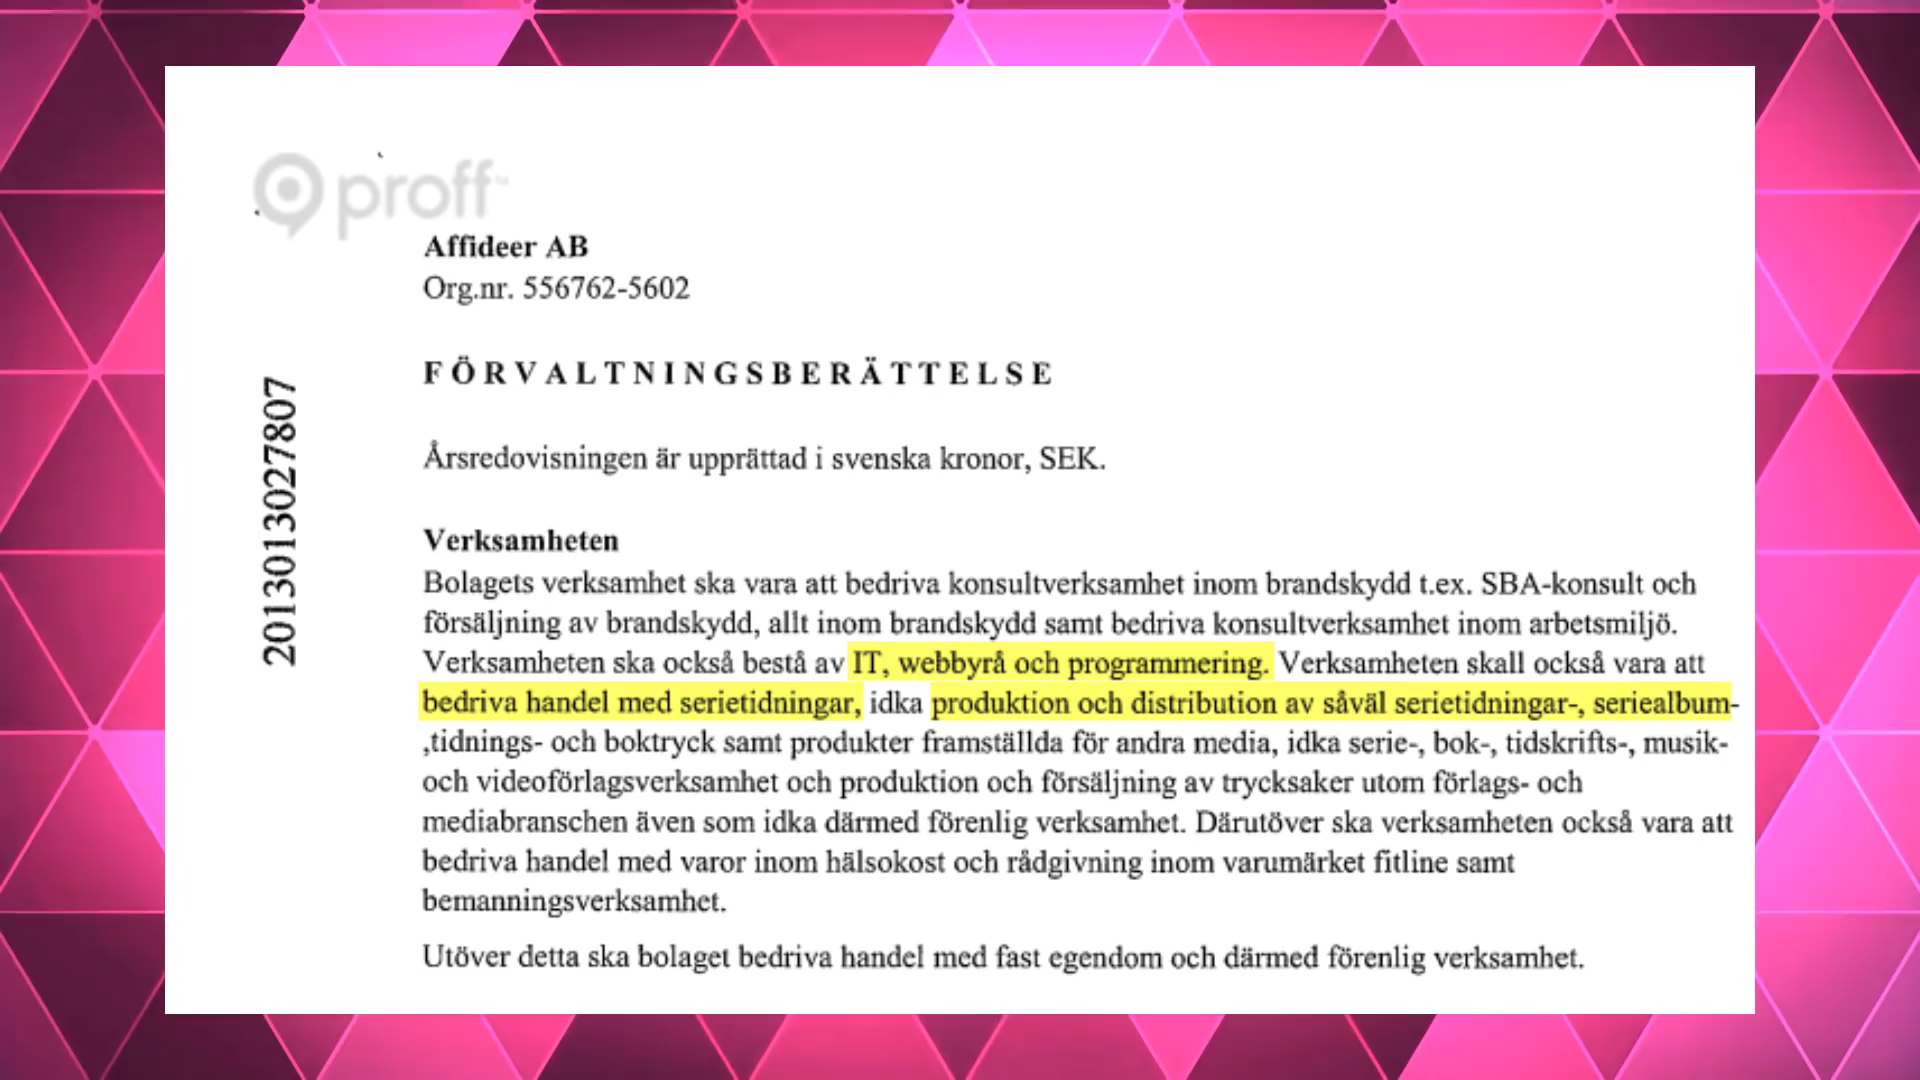 proff™
Affideer AB
Org.nr. 556762-5602
FÖRVALTNINGSBERÄTTELSE
Årsredovisningen är upprättad i svenska kronor, SEK.
Verksamheten
Bolagets verksamhet ska vara att bedriva konsultverksamhet inom brandskydd t.ex. SBA-konsult och
försäljning av brandskydd, allt inom brandskydd samt bedriva konsultverksamhet inom arbetsmiljö.
Verksamheten ska också bestå av IT, webbyrå och programmering. Verksamheten skall också vara att
bedriva handel med serietidningar, idka produktion och distribution av såväl serietidningar-, seriealbum-
,tidnings- och boktryck samt produkter framställda för andra media, idka serie-, bok-, tidskrifts-, musik-
och videoförlagsverksamhet och produktion och försäljning av trycksaker utom förlags- och
mediabranschen även som idka därmed förenlig verksamhet. Därutöver ska verksamheten också vara att
bedriva handel med varor inom hälsokost och rådgivning inom varumärket fitline samt
bemanningsverksamhet.
Utöver detta ska bolaget bedriva handel med fast egendom och därmed förenlig verksamhet.
2013013027807